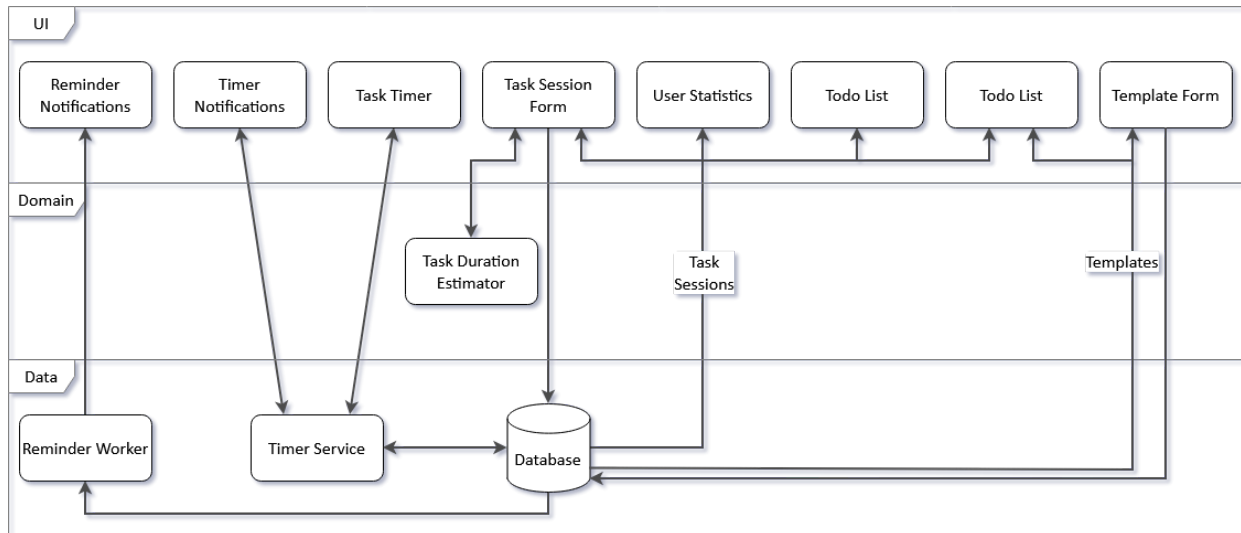 UI
Reminder
Notifications
Timer
Notifications
Task Timer
Task Session
Form
User Statistics
Todo List
Todo List
Template Form
Domain
Task Duration
Estimator
Task
Sessions
Templates
Data
Reminder Worker
Timer Service
Database